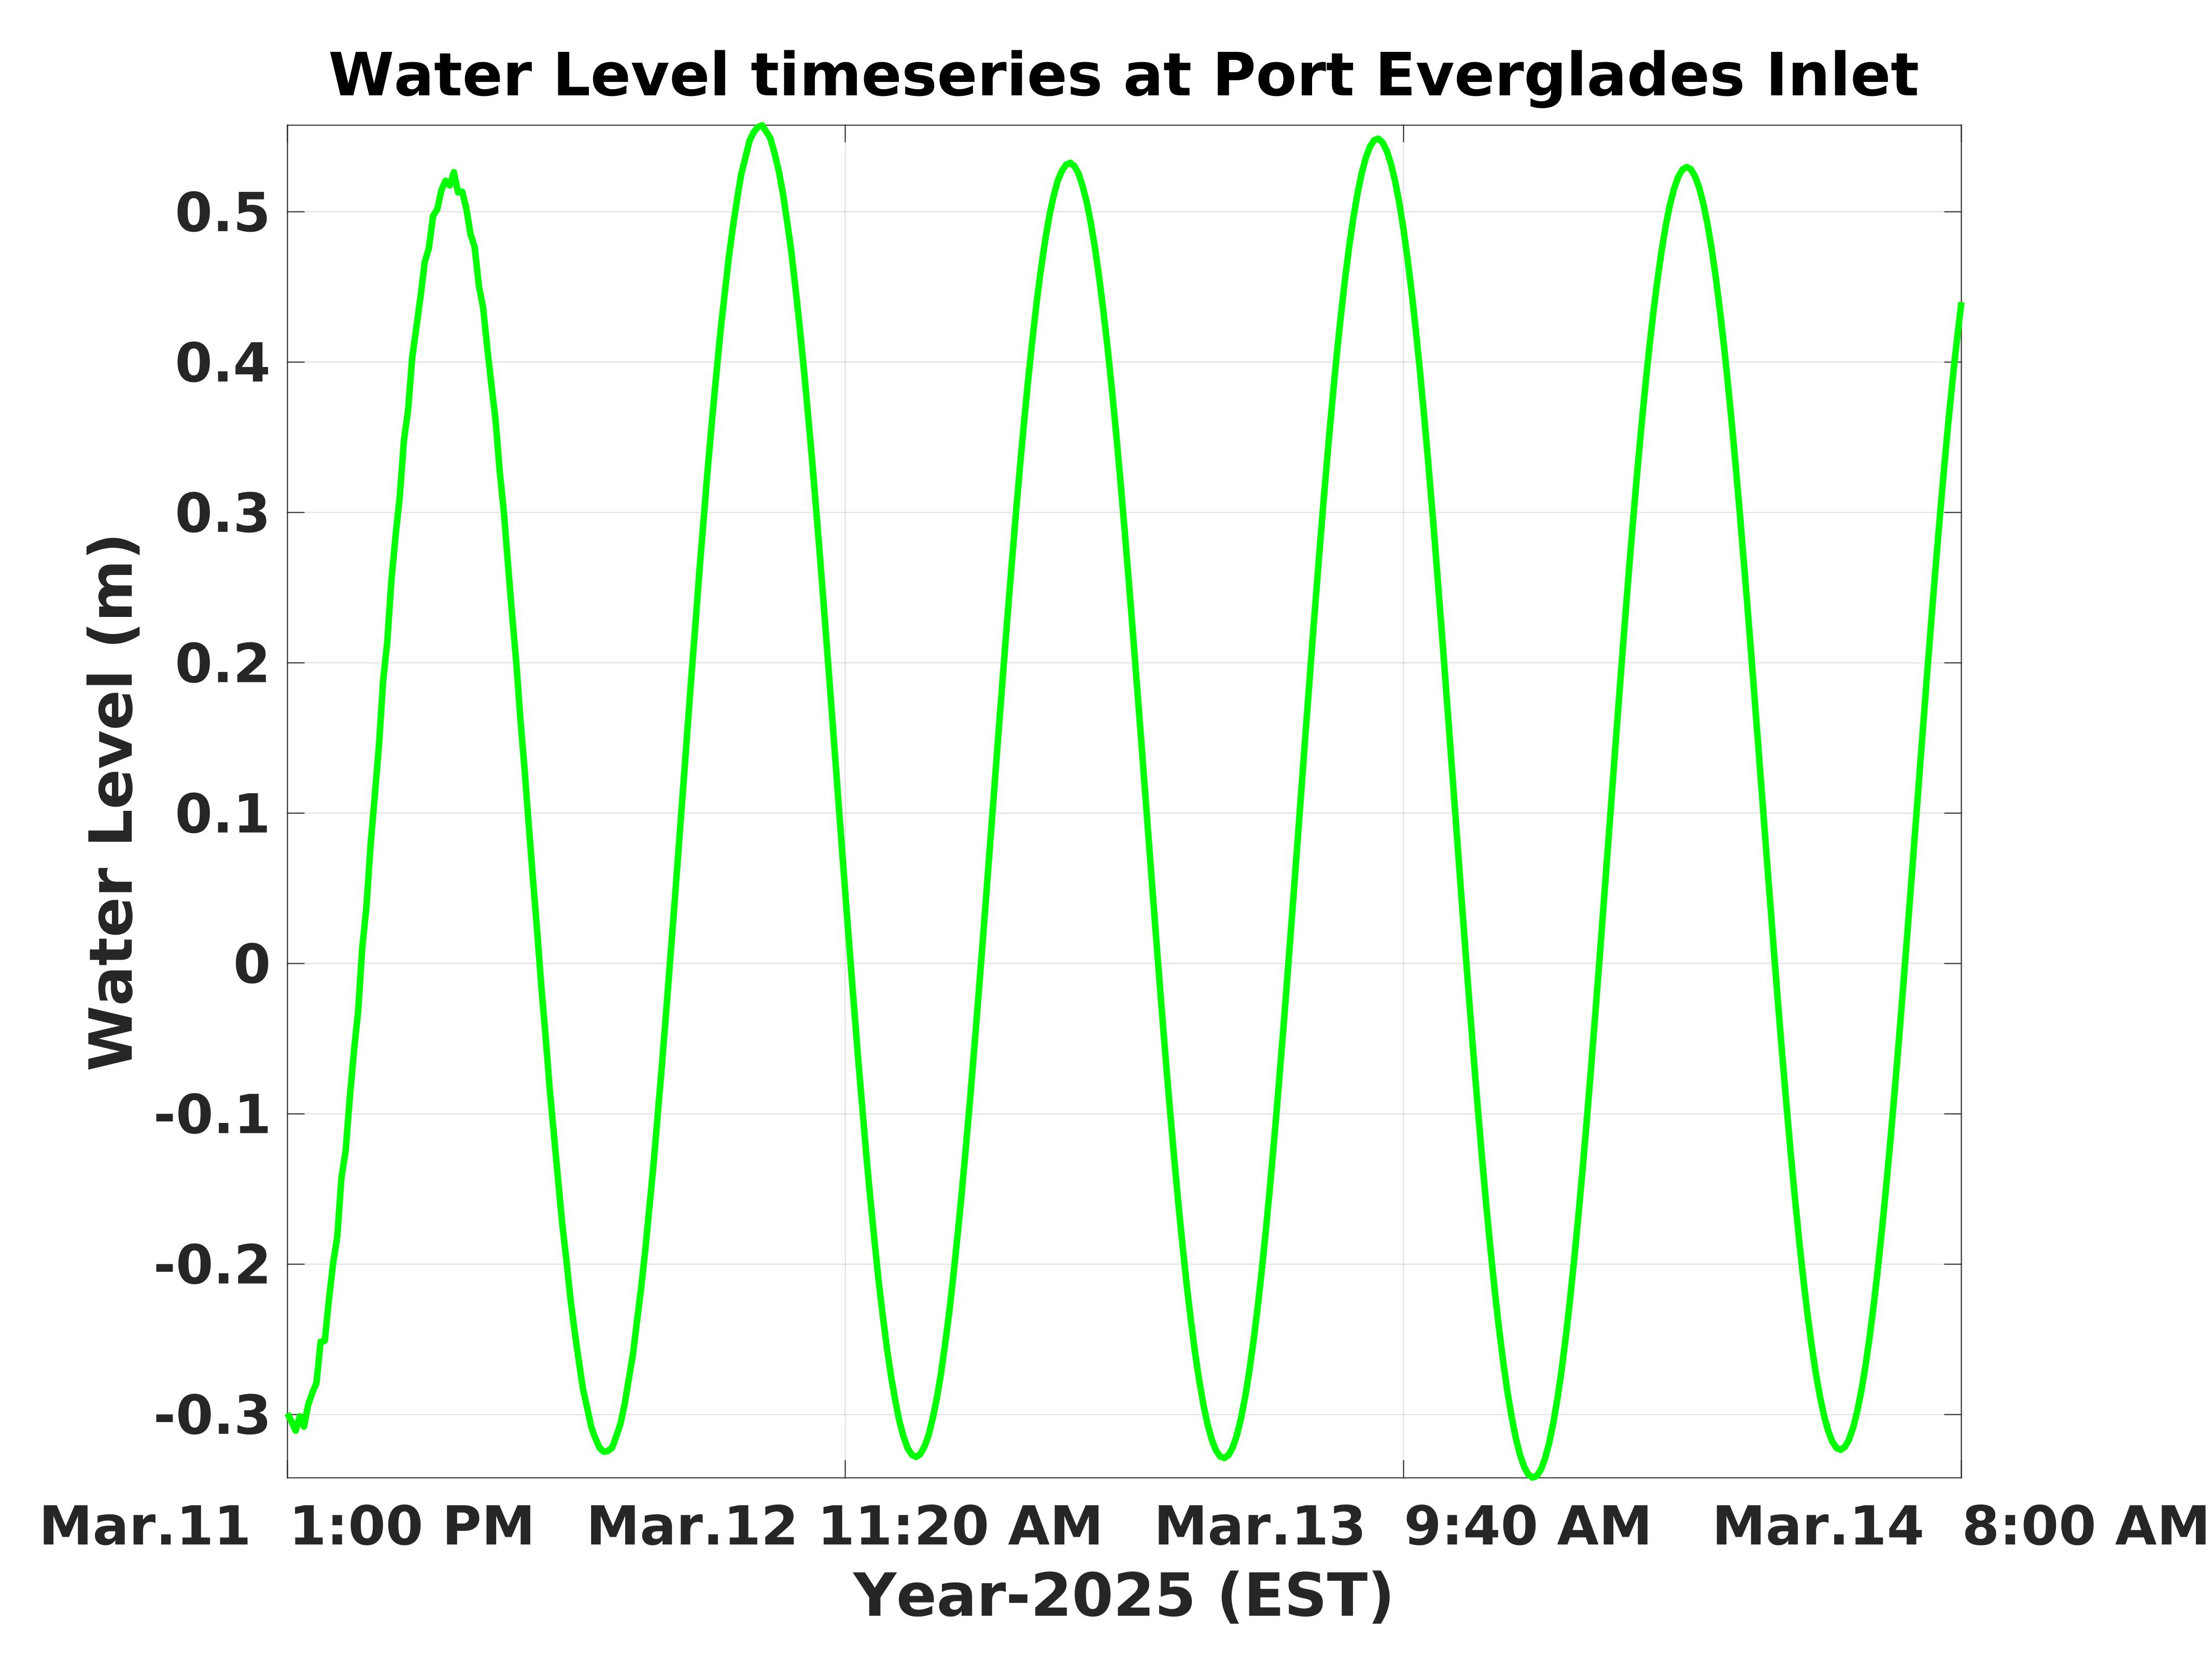 Water Level timeseries at Port Everglades Inlet
0.5
0.4
0.3
0.2
0.1
0
-0.1
-0.2
-0.3
Water Level (m)
Mar.11 1:00 PM Mar.12 11:20 AM Mar.13 9:40 AM Mar.14 8:00 AM
Year-2025 (EST)